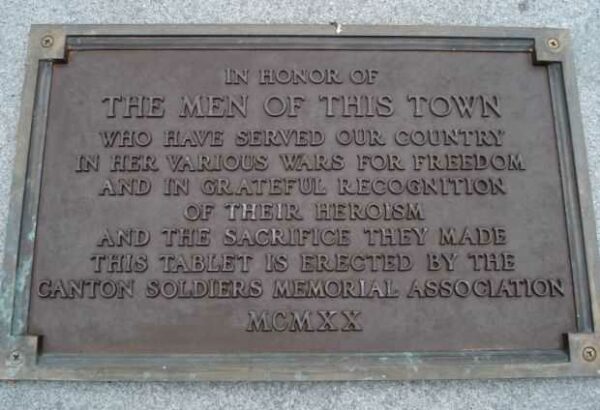 IN HONOR OF
THE MEN OF THIS TOWN
WHO HAVE SERVED OUR COUNTRY
IN HER VARIOUS WARS FOR FREEDOM
AND IN GRATEFUL RECOGNITION
OF THEIR HEROISM
AND THE SACRIFICE THEY MADE
THIS TABLET IS ERECTED BY THE
CANTON SOLDIERS MEMORIAL ASSOCIATION
MCMXX